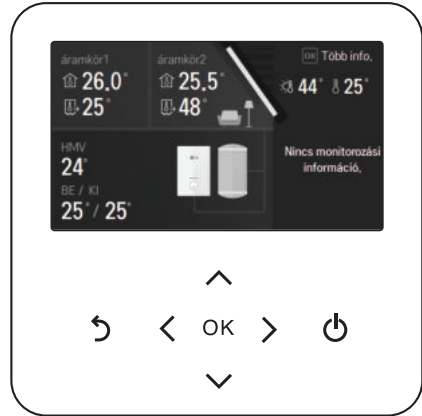 áramkör1
26.0°
25°
áramkör2
25.5°
48°
OK Több info.
44° 25°
HMV
24°
BE / KI
25° / 25°
Nincs monitorozási
információ.
OK